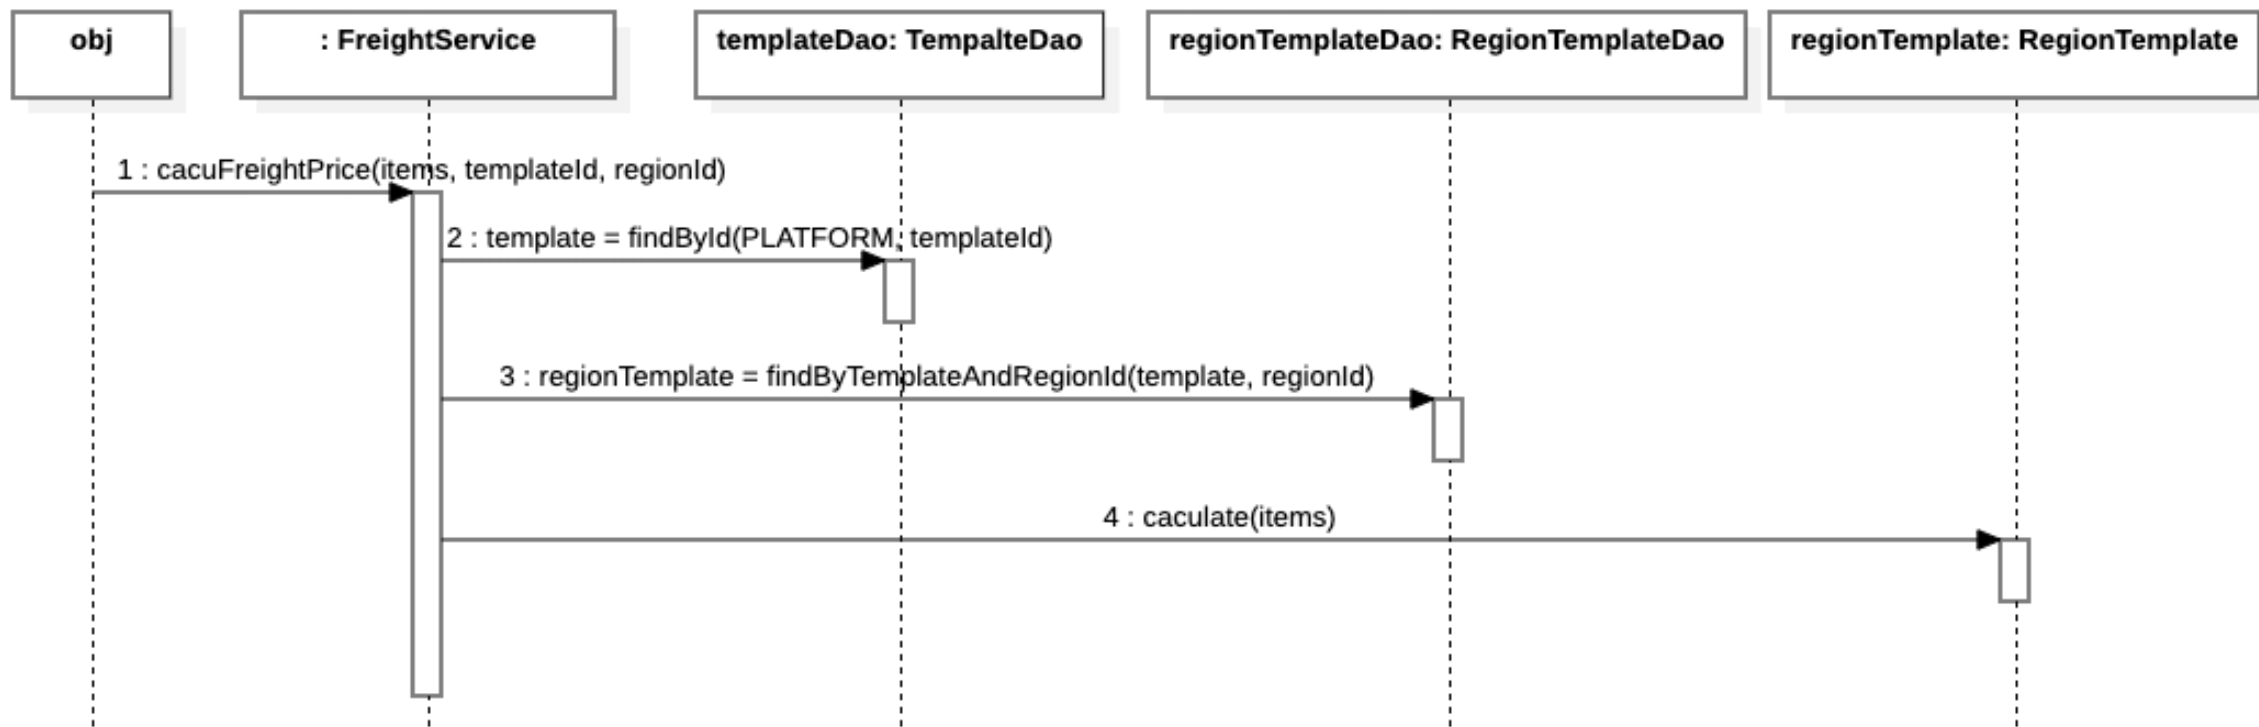 obj
: FreightService
templateDao: TempalteDao
regionTemplateDao: RegionTemplateDao
regionTemplate: RegionTemplate
1 : cacuFreightPrice(items, templateId, regionId)
2 : template = findById(PLATFORM, templateId)
3 : regionTemplate = findByTemplateAndRegionId(template, regionId)
4 : caculate(items)